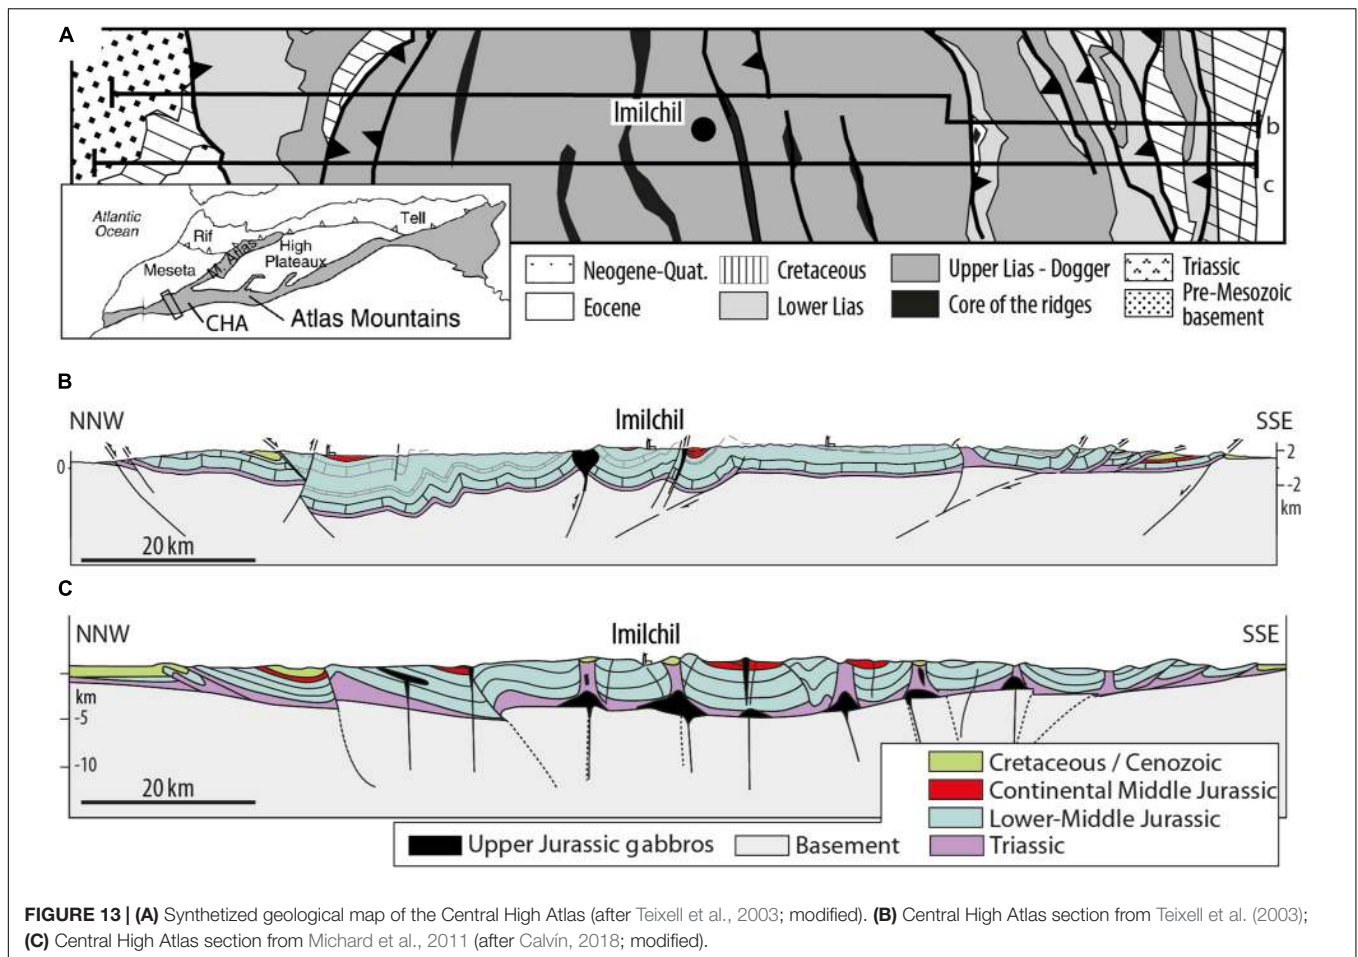 A
Imilchil
b
c
Atlantic
Ocean
Rif
Tell
M. Atlas
High
Plateaux
Meseta
CHA
Atlas Mountains
Neogene-Quat.
Cretaceous
Upper Lias - Dogger
Triassic
Eocene
Lower Lias
Core of the ridges
Pre-Mesozoic
basement
B
NNW
Imilchil
SSE
0
2
-2
km
20 km
C
NNW
Imilchil
SSE
km
-5
-10
20 km
Cretaceous / Cenozoic
Continental Middle Jurassic
Lower-Middle Jurassic
Upper Jurassic gabbros
Basement
Triassic
FIGURE 13 | (A) Synthetized geological map of the Central High Atlas (after Teixell et al., 2003; modified). (B) Central High Atlas section from Teixell et al. (2003);
(C) Central High Atlas section from Michard et al., 2011 (after Calvín, 2018; modified).